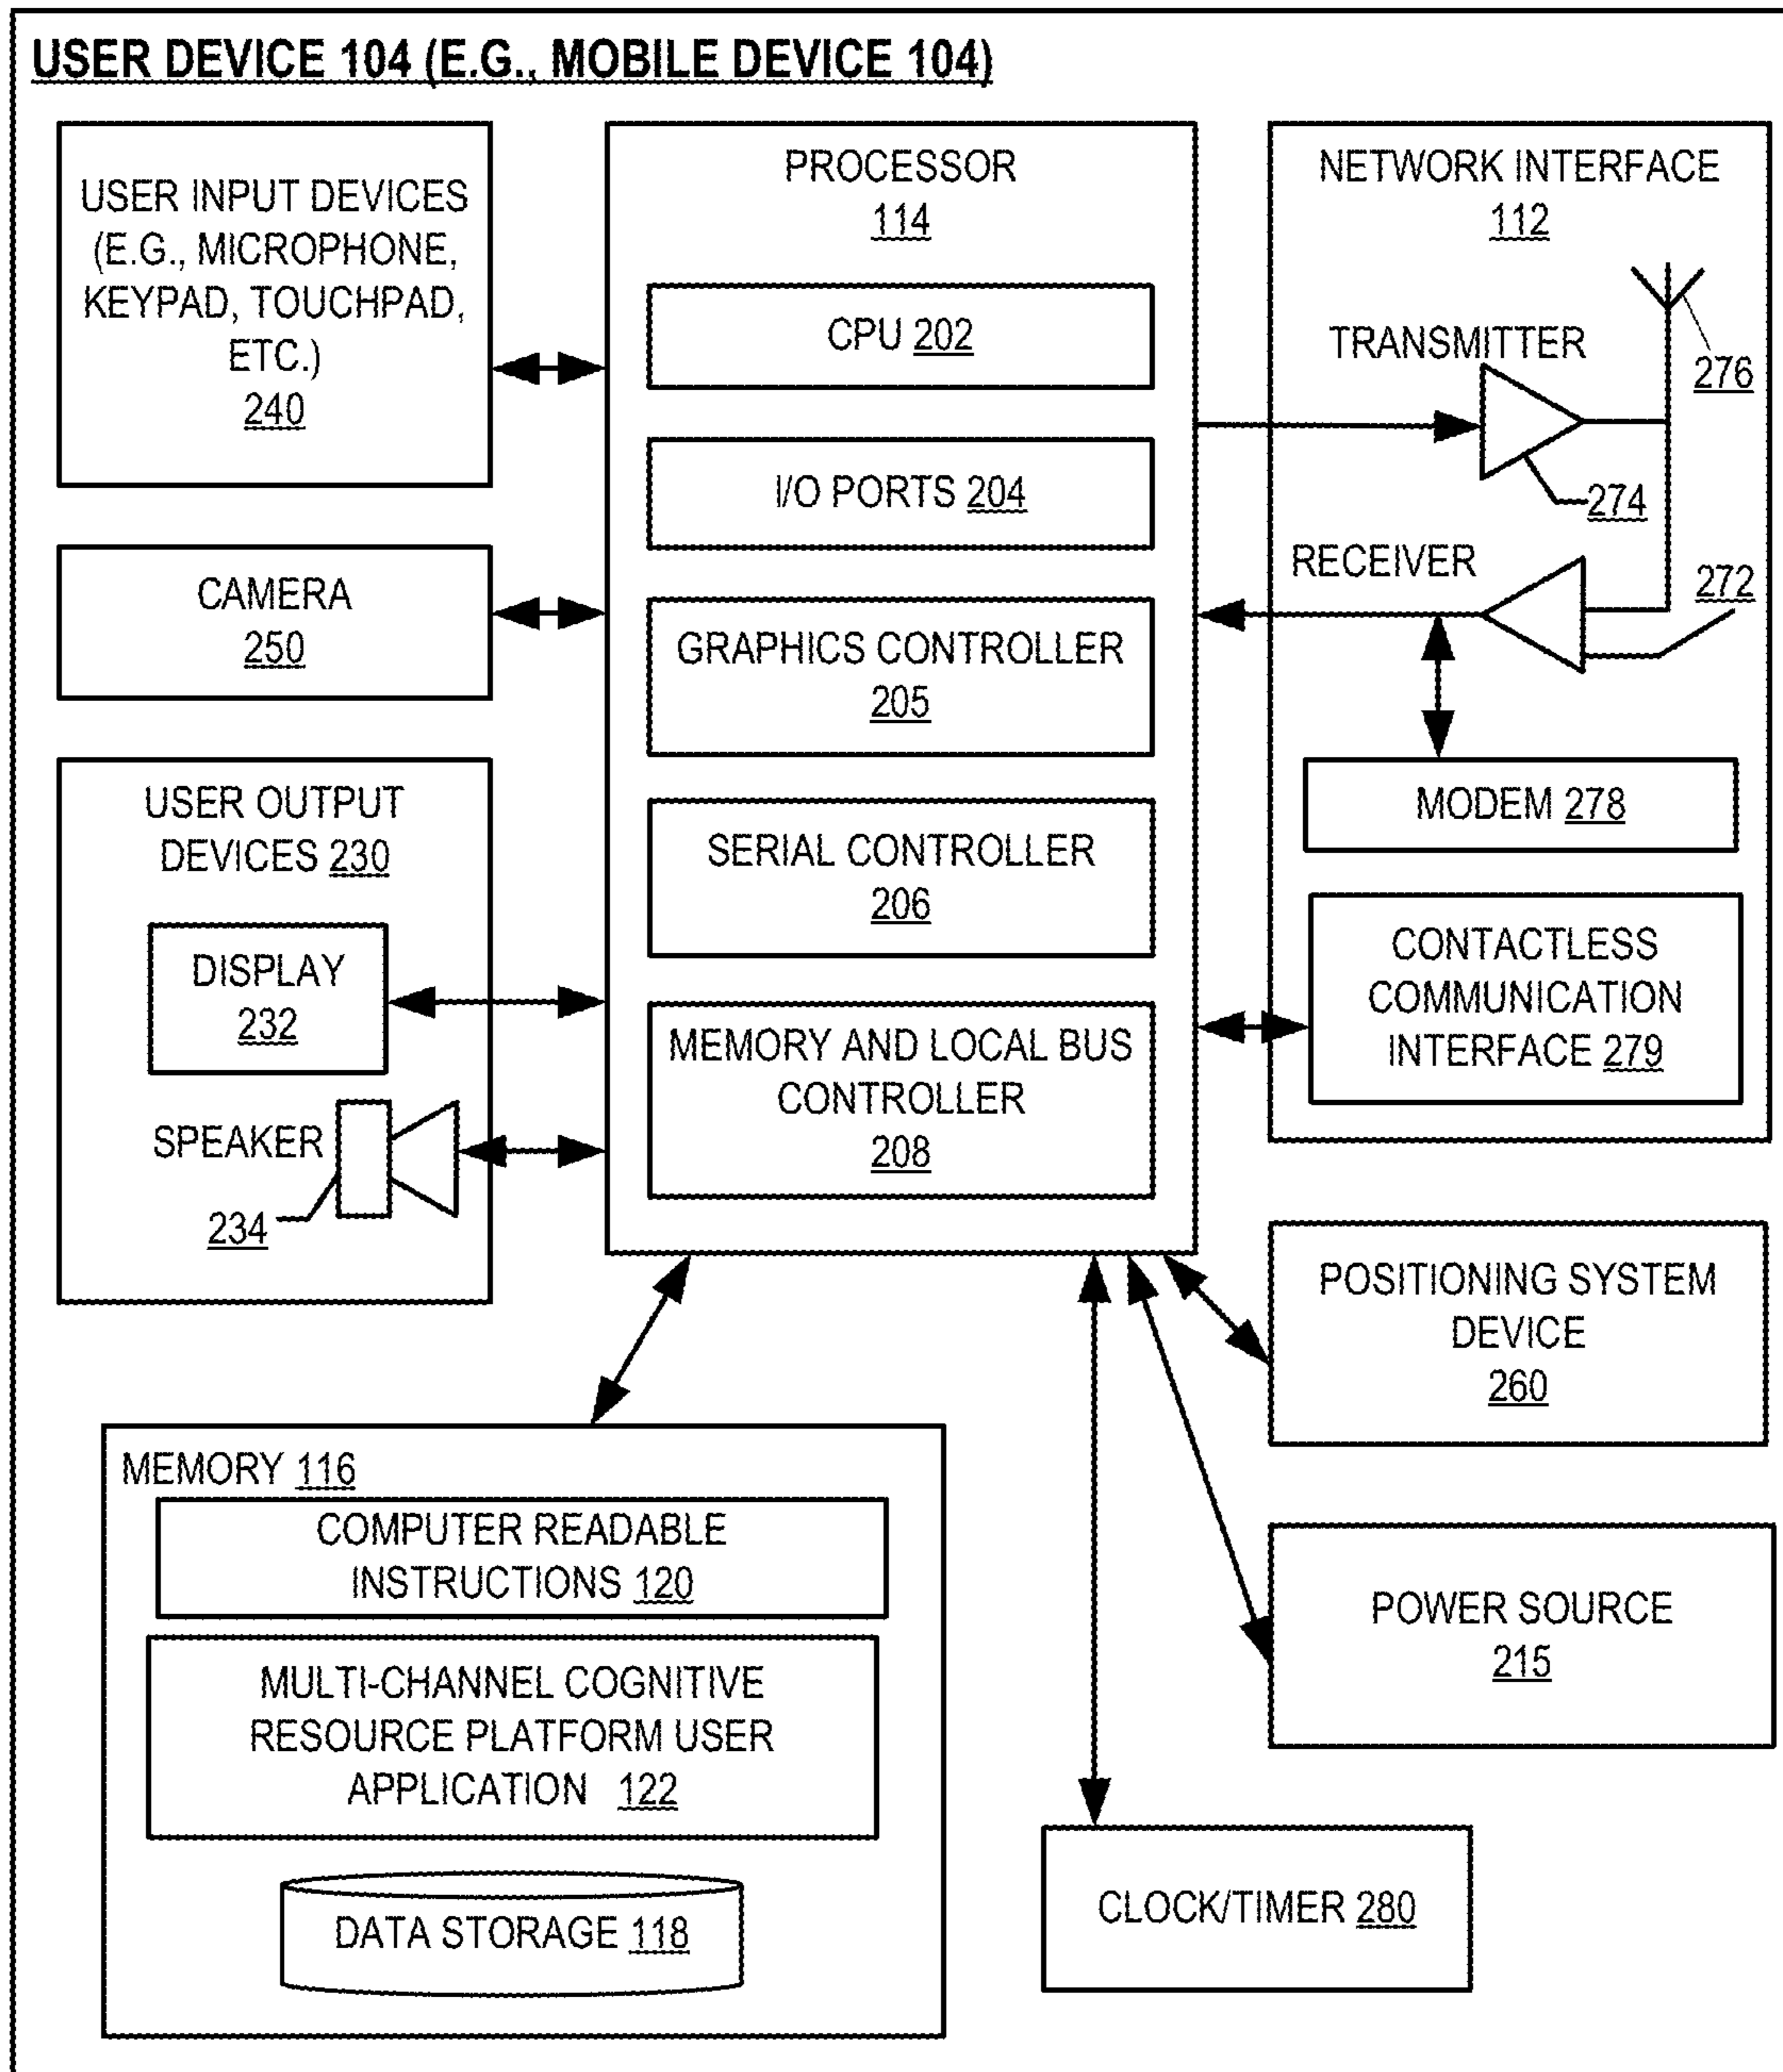 USER DEVICE 104 (E.G., MOBILE DEVICE 104)
USER INPUT DEVICES
(E.G., MICROPHONE,
KEYPAD, TOUCHPAD,
ETC.)
240
CAMERA
250
USER OUTPUT
DEVICES 230
DISPLAY
232
SPEAKER
234
PROCESSOR
114
CPU 202
I/O PORTS 204
GRAPHICS CONTROLLER
205
SERIAL CONTROLLER
206
MEMORY AND LOCAL BUS
CONTROLLER
208
NETWORK INTERFACE
112
TRANSMITTER
276
274
RECEIVER
272
MODEM 278
CONTACTLESS
COMMUNICATION
INTERFACE 279
POSITIONING SYSTEM
DEVICE
260
POWER SOURCE
215
CLOCK/TIMER 280
MEMORY 116
COMPUTER READABLE
INSTRUCTIONS 120
MULTI-CHANNEL COGNITIVE
RESOURCE PLATFORM USER
APPLICATION 122
DATA STORAGE 118